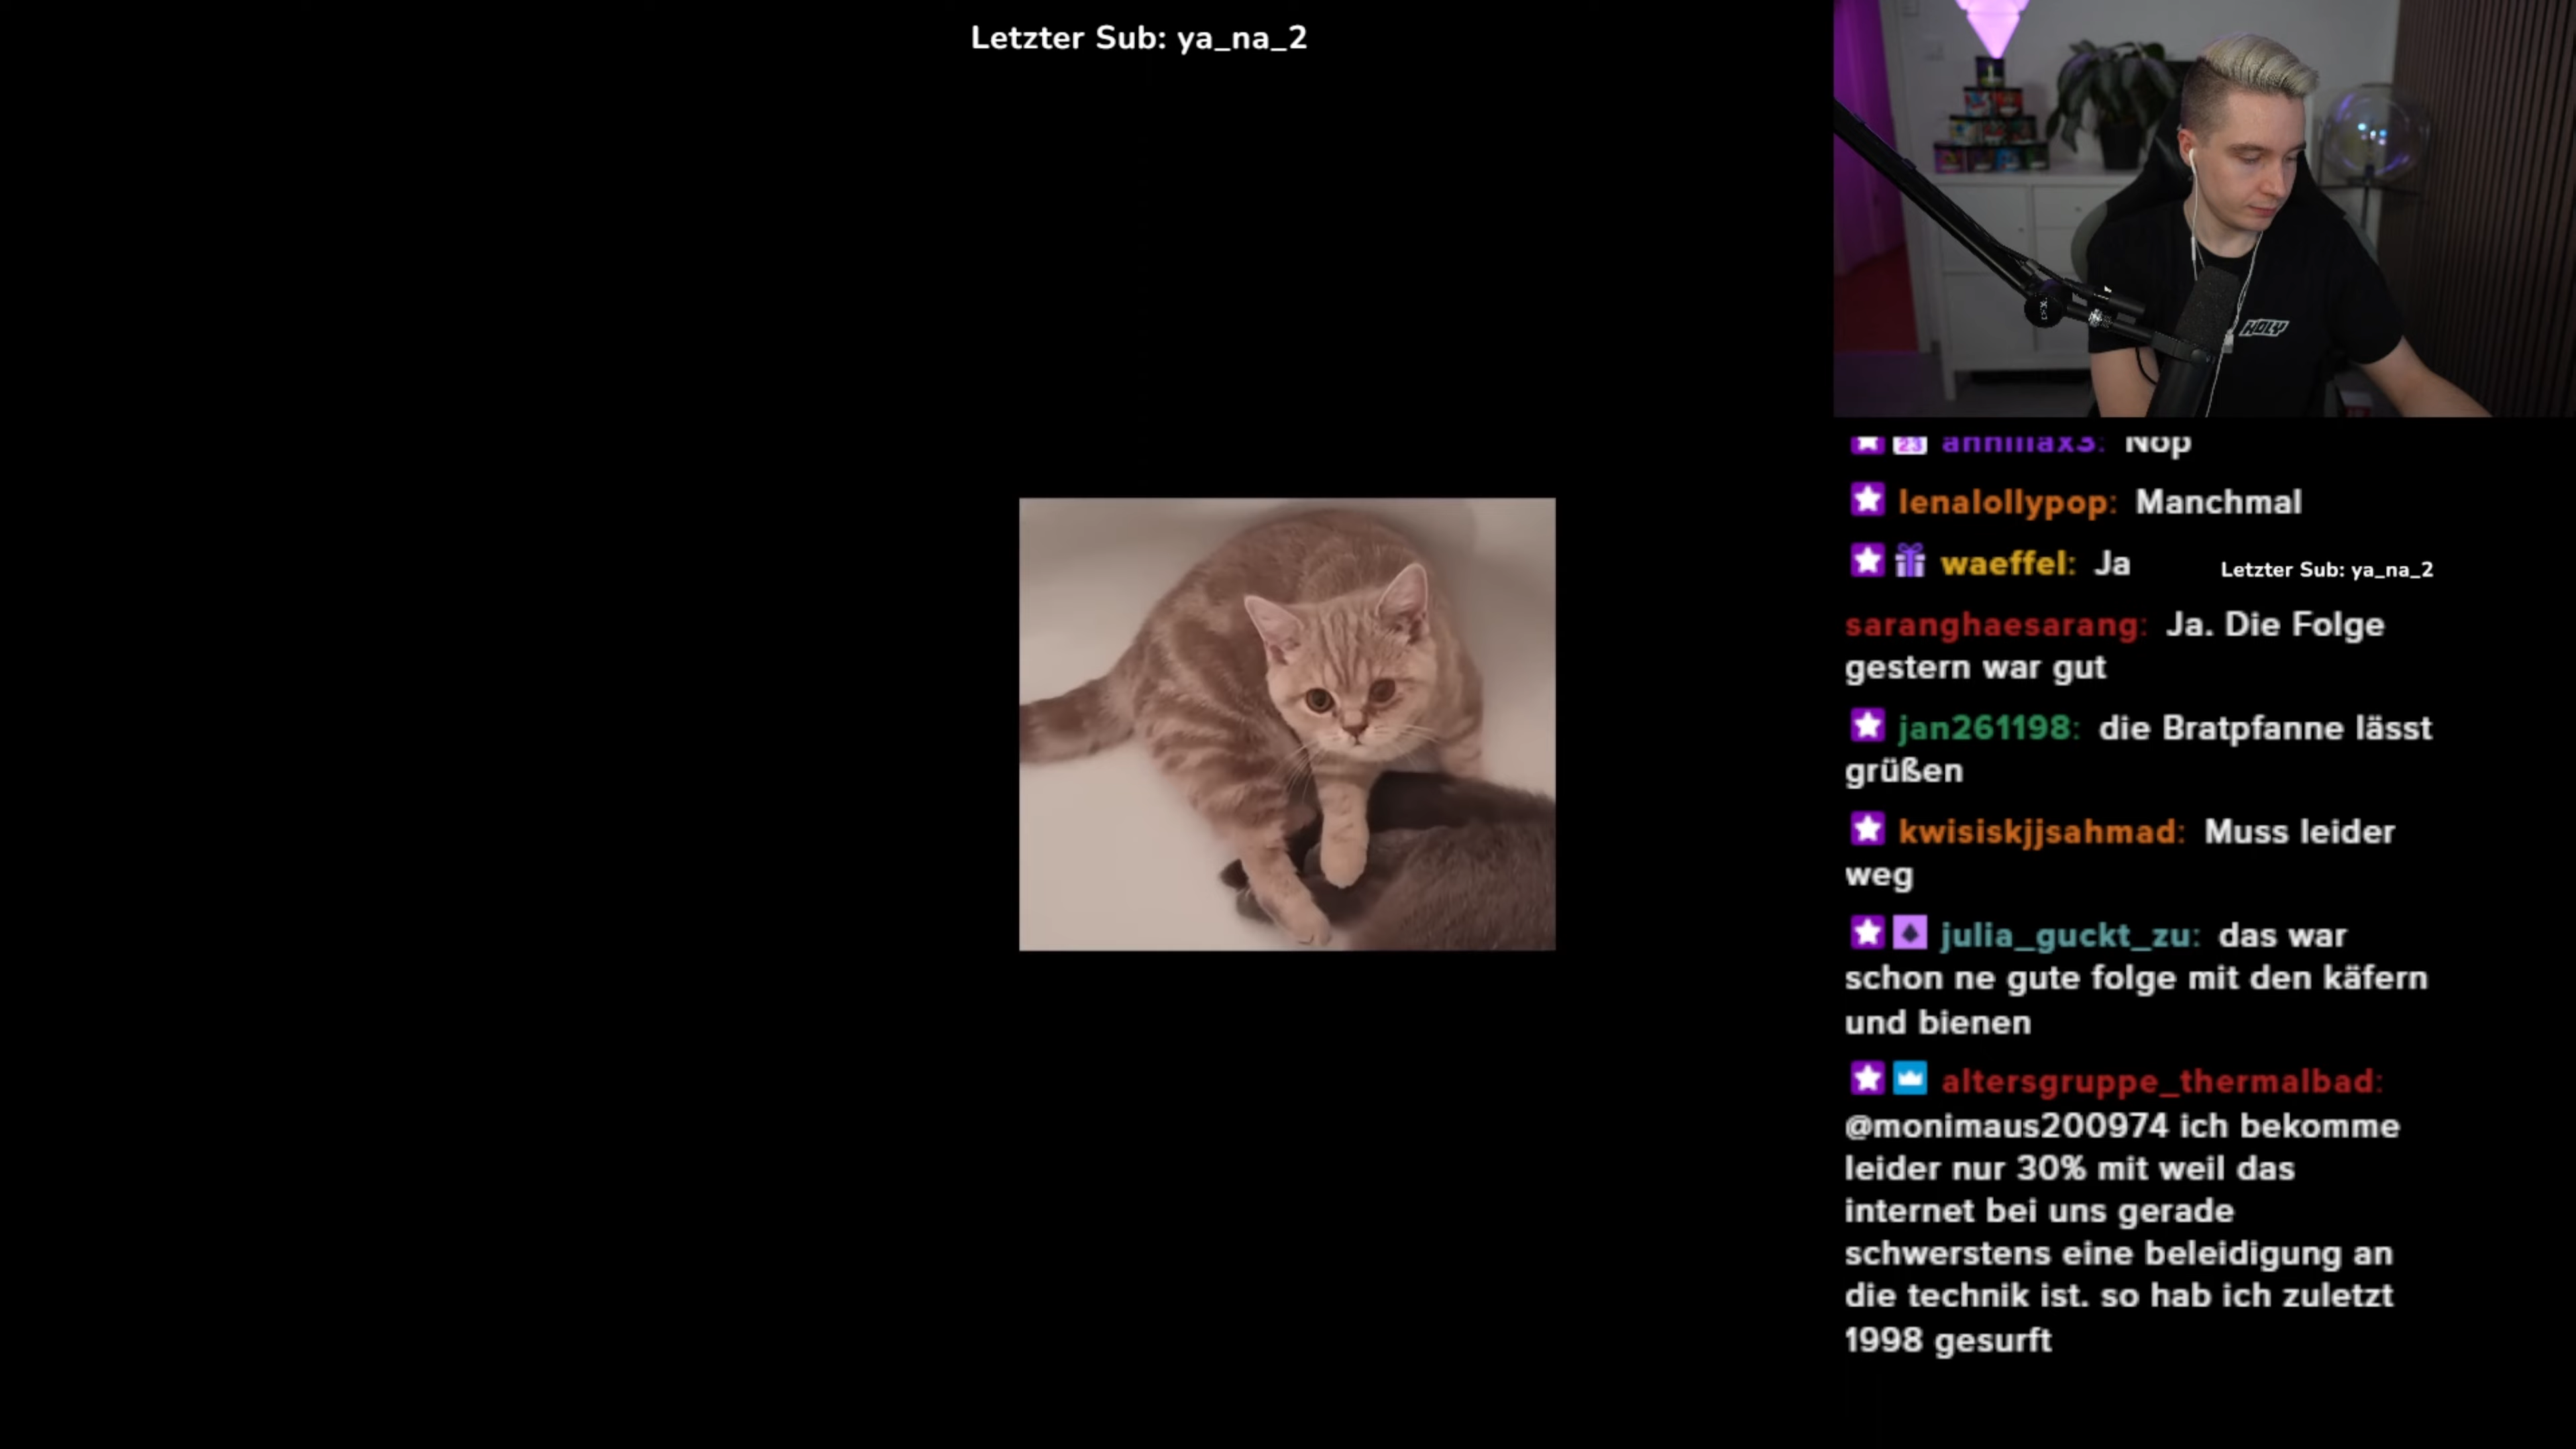 Letzter Sub: ya_na_2
HOLY
23 annillax3: Nop
lenalollypop: Manchmal
waeffel: Ja
Letzter Sub: ya_na_2
saranghaesarang: Ja. Die Folge
gestern war gut
jan261198: die Bratpfanne lässt
grüßen
kwisiskjjsahmad: Muss leider
weg
julia_guckt_zu: das war
schon ne gute folge mit den käfern
und bienen
altersgruppe_thermalbad:
@monimaus200974 ich bekomme
leider nur 30% mit weil das
internet bei uns gerade
schwerstens eine beleidigung an
die technik ist. so hab ich zuletzt
1998 gesurft